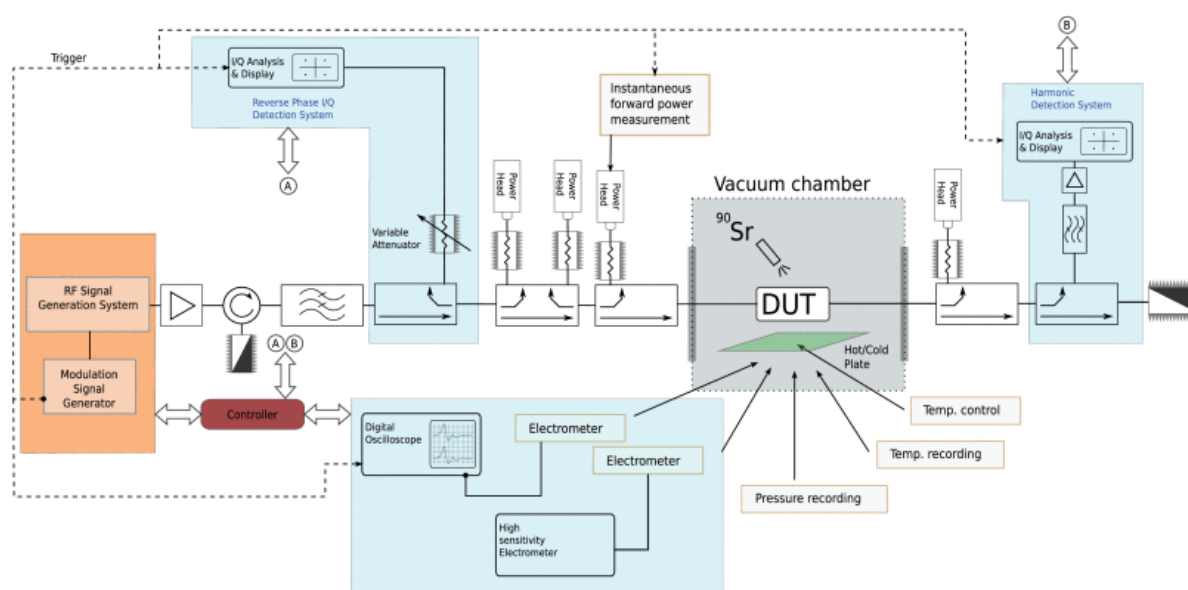 Trigger
I/Q Analysis
& Display
Reverse Phase I/Q
Detection System
A
Variable
Attenuator
RF Signal
Generation System
Modulation
Signal
Generator
A B
Controller
Power
Head
Power
Head
Instantaneous
forward power
measurement
Power
Head
Vacuum chamber
90
Sr
DUT
Hot/Cold
Plate
Power
Head
B
Harmonic
Detection System
I/Q Analysis
& Display
Digital
Oscilloscope
Electrometer
Electrometer
High
sensitivity
Electrometer
Temp. control
Temp. recording
Pressure recording